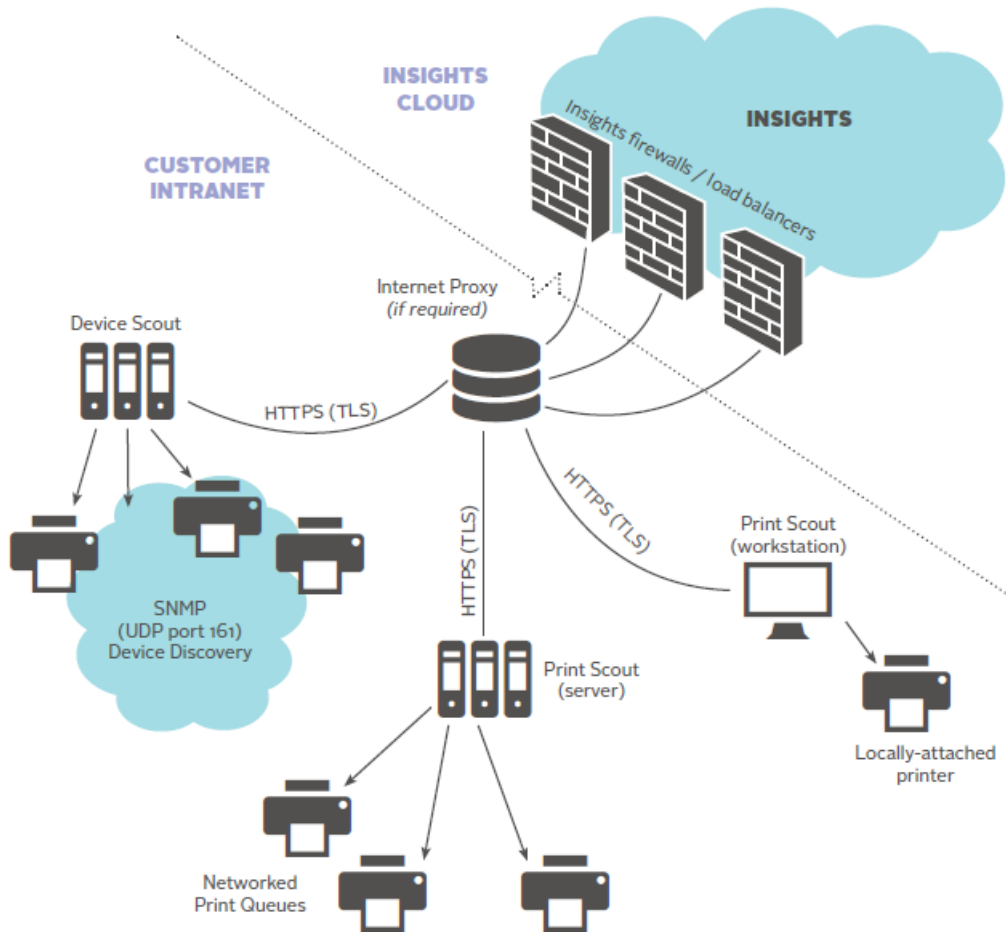 INSIGHTS
CLOUD
INSIGHTS
Insights firewalls / load balancers
CUSTOMER
INTRANET
Internet Proxy
(if required)
Device Scout
HTTPS (TLS)
HTTPS (TLS)
HTTPS (TLS)
Print Scout
(workstation)
SNMP
(UDP port 161)
Device Discovery
Print Scout
(server)
Locally-attached
printer
Networked
Print Queues